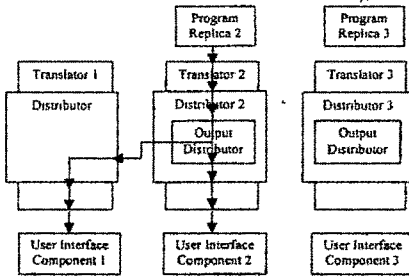 Program
Replica 2
Program
Replica 3
Translator 1
Translator 2
Translator 3
Distributor
Distributor 2
Distributor 3
Output
Distributor
Output
Distributor
User Interface
Component 1
User Interface
Component 2
User Interface
Component 3